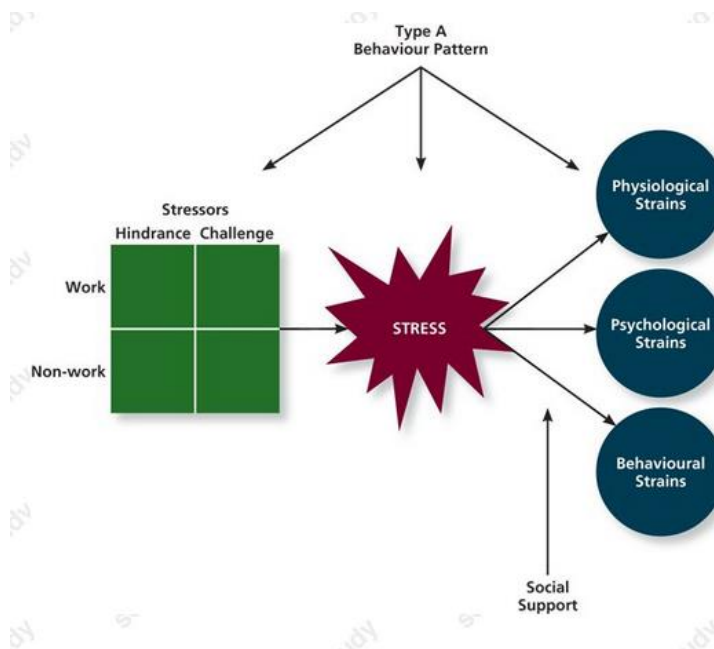 Type A
Behaviour Pattern
Physiological
Strains
Stressors
Hindrance Challenge
Work
STRESS
Psychological
Strains
Non-work
Behavioural
Strains
Social
Support